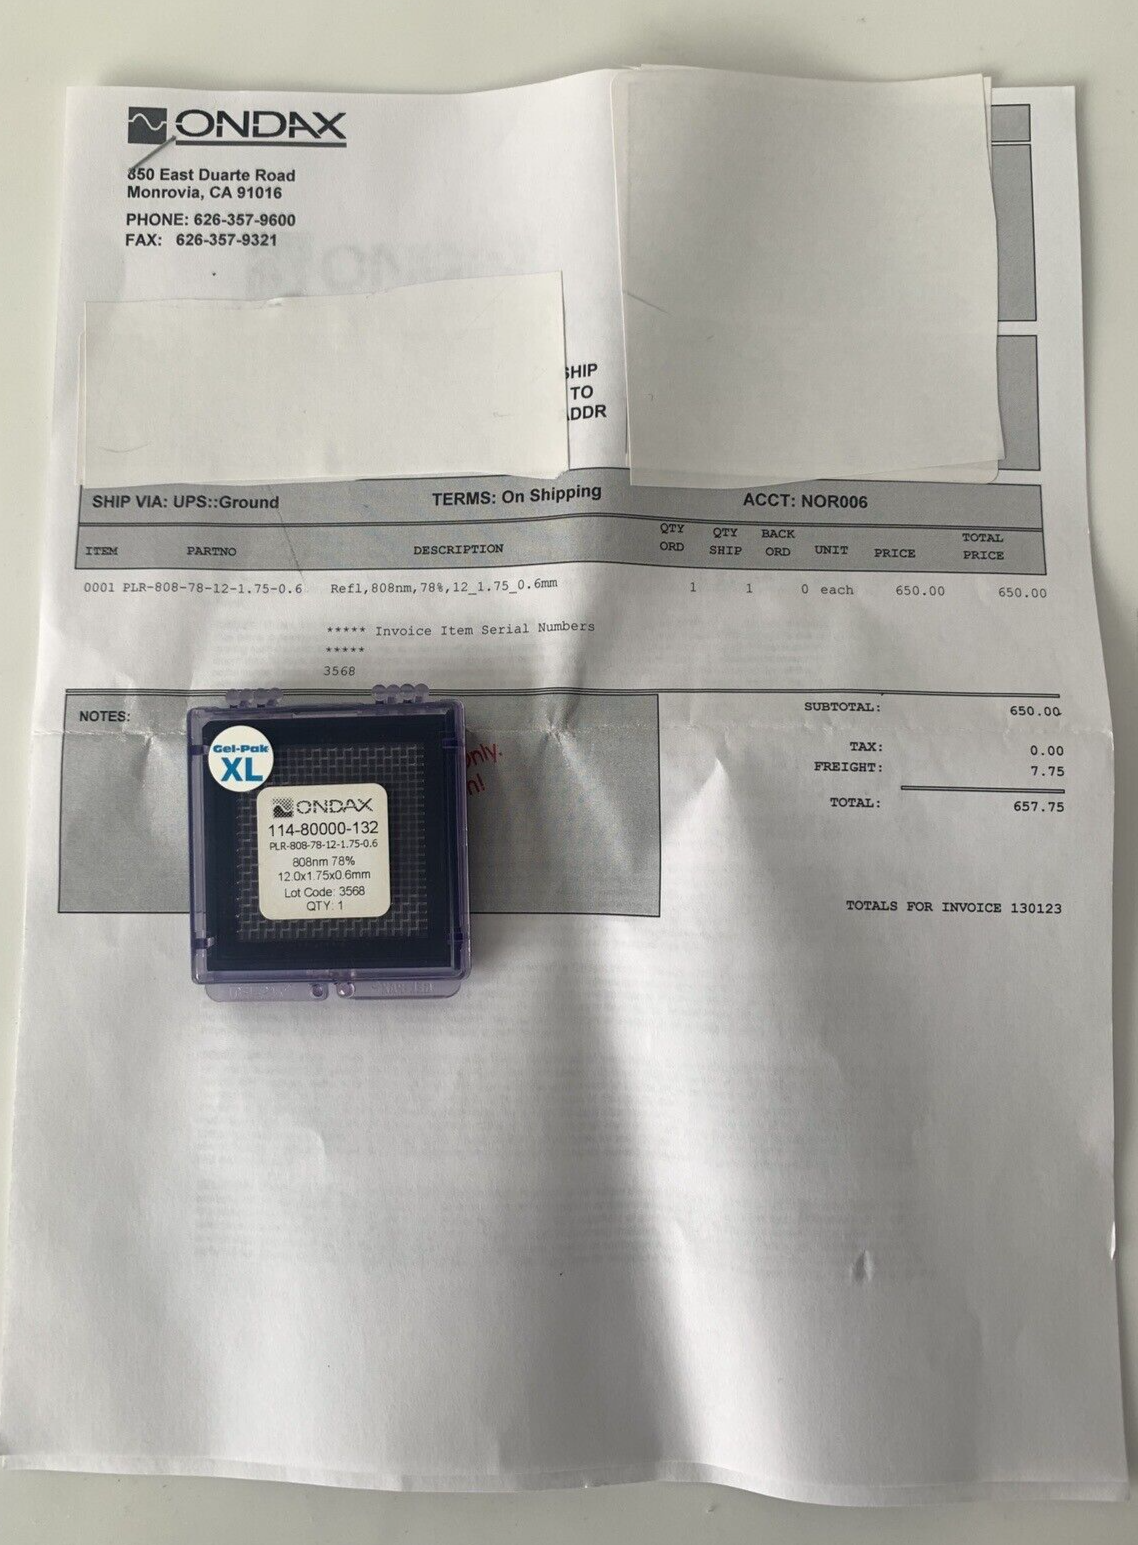 ONDAX
850 East Duarte Road
Monrovia, CA 91016
PHONE: 626-357-9600
FAX: 626-357-9321
SHIP
TO
ADDR
SHIP VIA: UPS::Ground TERMS: On Shipping ACCT: NOR006
ITEM PARTNO DESCRIPTION QTY ORD QTY SHIP BACK ORD UNIT PRICE TOTAL PRICE
0001 PLR-808-78-12-1.75-0.6 Refl,808nm,78%,12_1.75_0.6mm 1 1 0 each 650.00 650.00
***** Invoice Item Serial Numbers
*****
3568
NOTES:
SUBTOTAL: 650.00
TAX: 0.00
FREIGHT: 7.75
TOTAL: 657.75
TOTALS FOR INVOICE 130123
only.
Gel-Pak
XL
ONDAX
114-80000-132
PLR-808-78-12-1.75-0.6
808nm 78%
12.0x1.75x0.6mm
Lot Code: 3568
QTY: 1